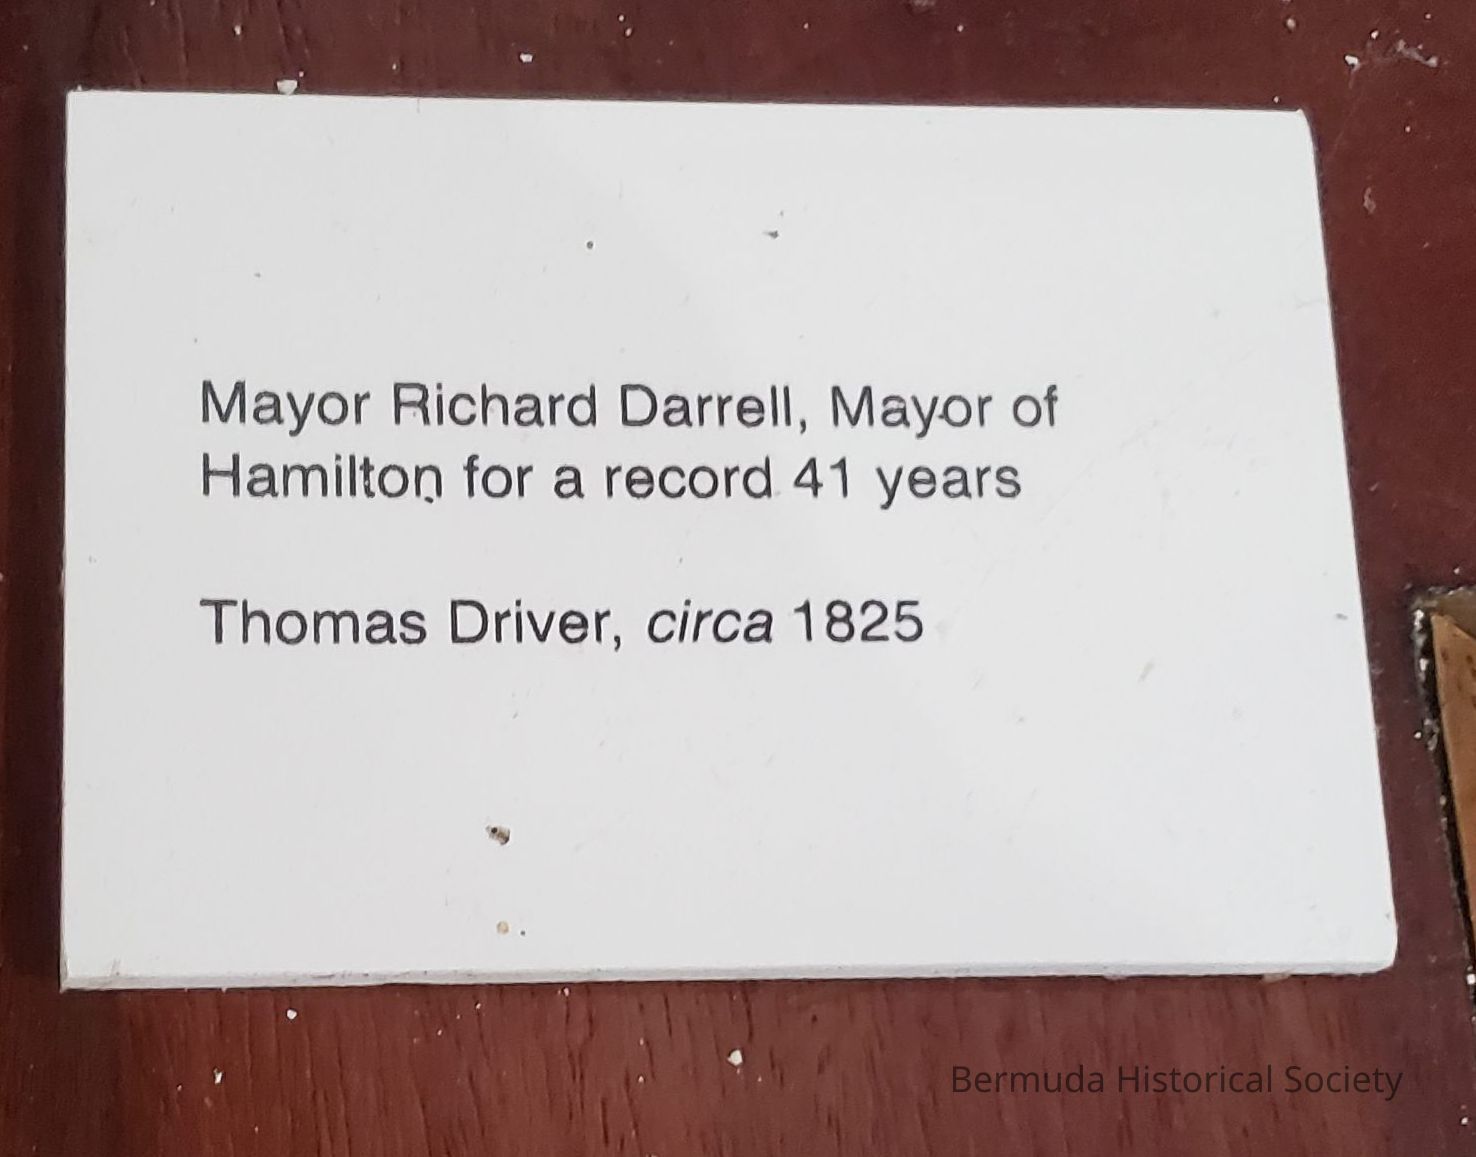 Mayor Richard Darrell, Mayor of
Hamilton for a record 41 years
Thomas Driver, circa 1825
Bermuda Historical Society